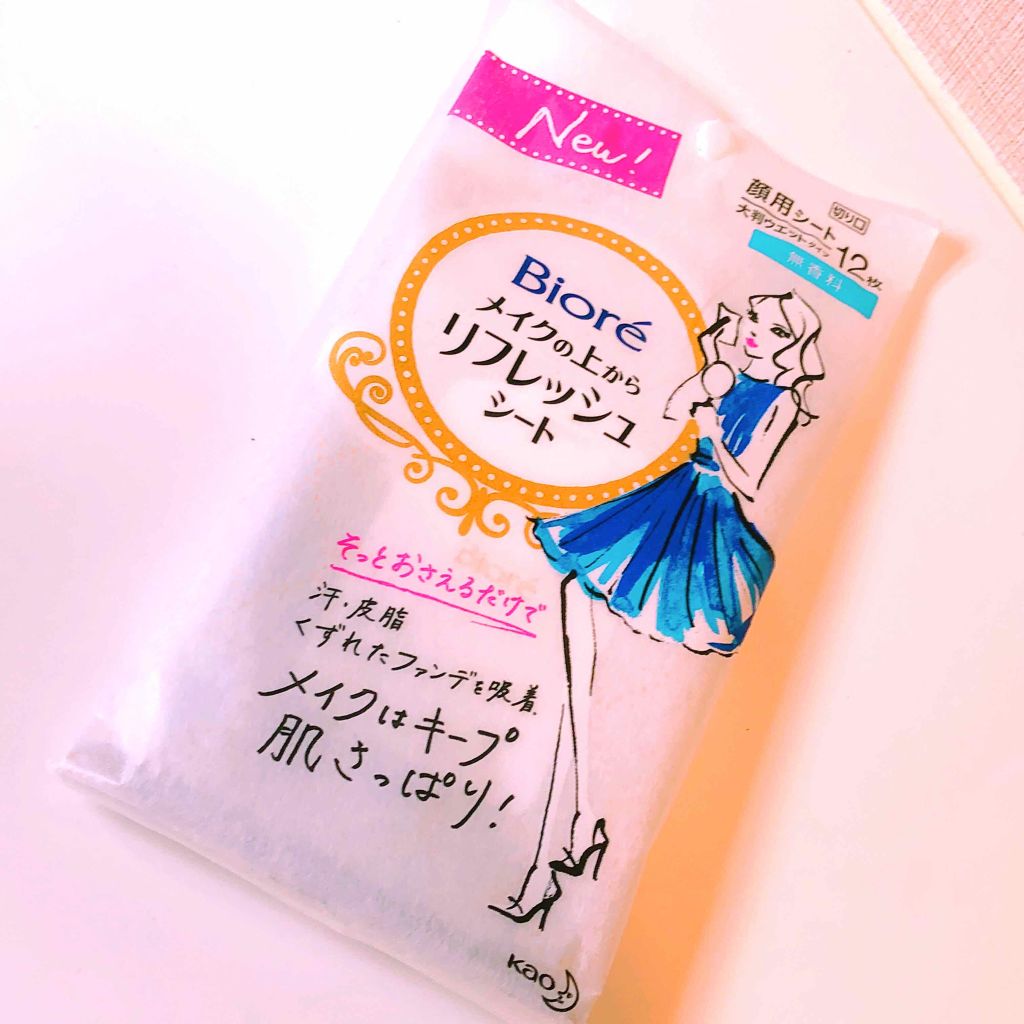 New!
顔用シート
切り口
大判ウエットタイプ 12枚
無香料
Bioré
メイクの上から
リフレッシュ
シート
そっとおさえるだけで
汗・皮脂
くずれたファンデを吸着
メイクはキープ
肌さっぱり!
Kao